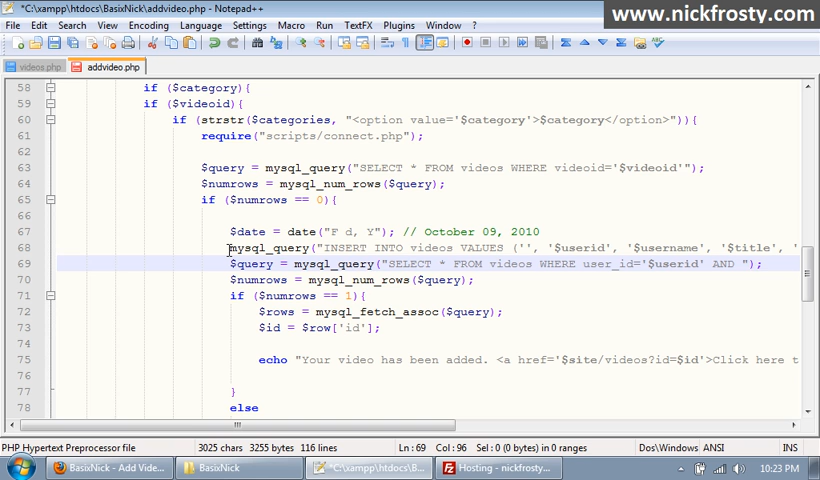 *C:\xampp\htdocs\BasixNick\addvideo.php - Notepad++
www.nickfrosty.com
File Edit Search View Encoding Language Settings Macro Run TextFX Plugins Window ?
videos.php addvideo.php
58 if ($category){
59 if ($videoid){
60 if (strstr($categories, "<option value='$category'>$category</option>")){
61 require("scripts/connect.php");
62
63 $query = mysql_query("SELECT * FROM videos WHERE videoid='$videoid'");
64 $numrows = mysql_num_rows($query);
65 if ($numrows == 0){
66
67 $date = date("F d, Y"); // October 09, 2010
68 mysql_query("INSERT INTO videos VALUES ('', '$userid', '$username', '$title', '
69 $query = mysql_query("SELECT * FROM videos WHERE user_id='$userid' AND ");
70 $numrows = mysql_num_rows($query);
71 if ($numrows == 1){
72 $rows = mysql_fetch_assoc($query);
73 $id = $row['id'];
74
75 echo "Your video has been added. <a href='$site/videos?id=$id'>Click here t
76
77 }
78 else
PHP Hypertext Preprocessor file 3025 chars 3255 bytes 116 lines Ln : 69 Col : 96 Sel : 0 (0 bytes) in 0 ranges Dos\Windows ANSI INS
BasixNick - Add Vide... BasixNick *C:\xampp\htdocs\B... Hosting - nickfrosty... 10:23 PM